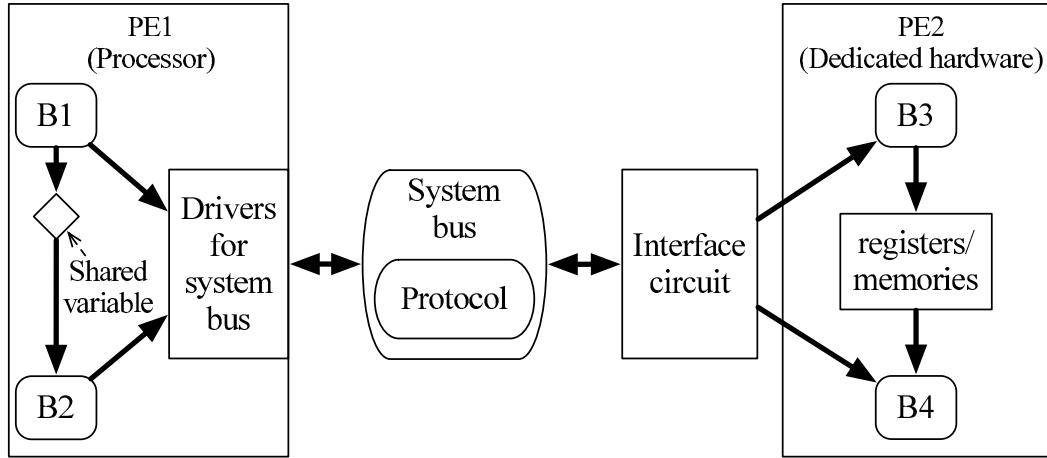 PE1
(Processor)
B1
Shared
variable
B2
Drivers
for
system
bus
System
bus
Protocol
Interface
circuit
PE2
(Dedicated hardware)
B3
registers/
memories
B4